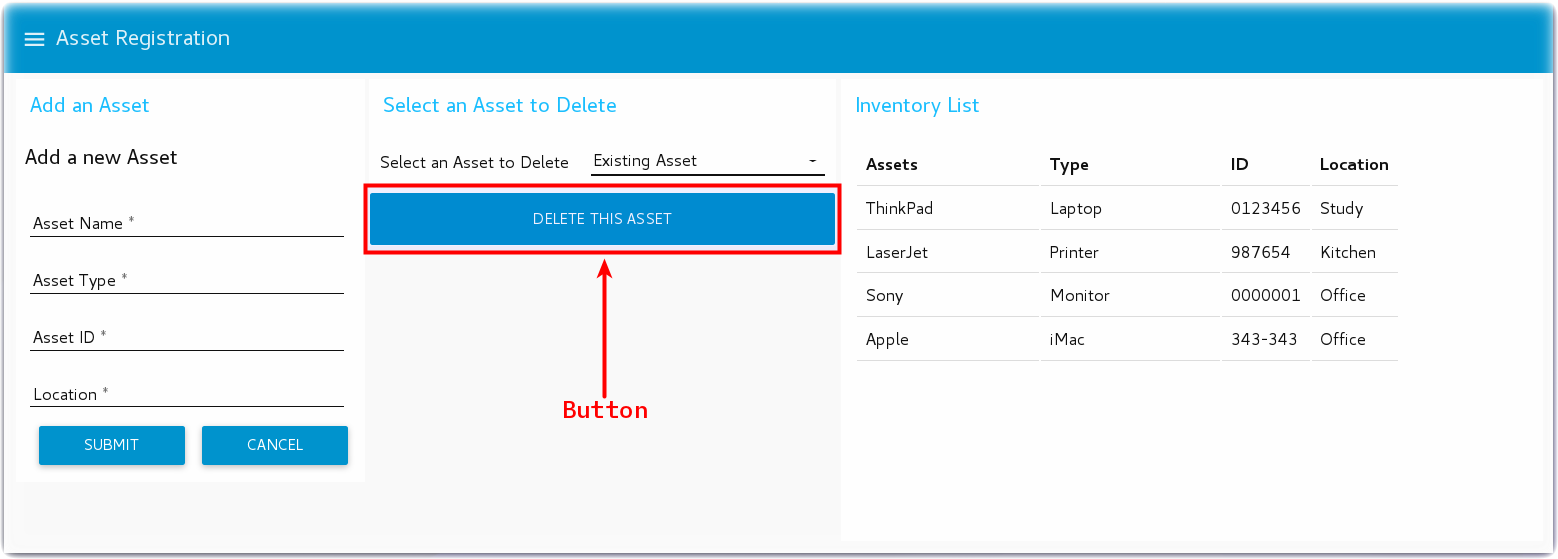 Asset Registration
Add an Asset
Add a new Asset
Asset Name *
Asset Type *
Asset ID *
Location *
SUBMIT CANCEL
Select an Asset to Delete
Select an Asset to Delete Existing Asset
DELETE THIS ASSET
Button
Inventory List
Assets Type ID Location
ThinkPad Laptop 0123456 Study
LaserJet Printer 987654 Kitchen
Sony Monitor 0000001 Office
Apple iMac 343-343 Office